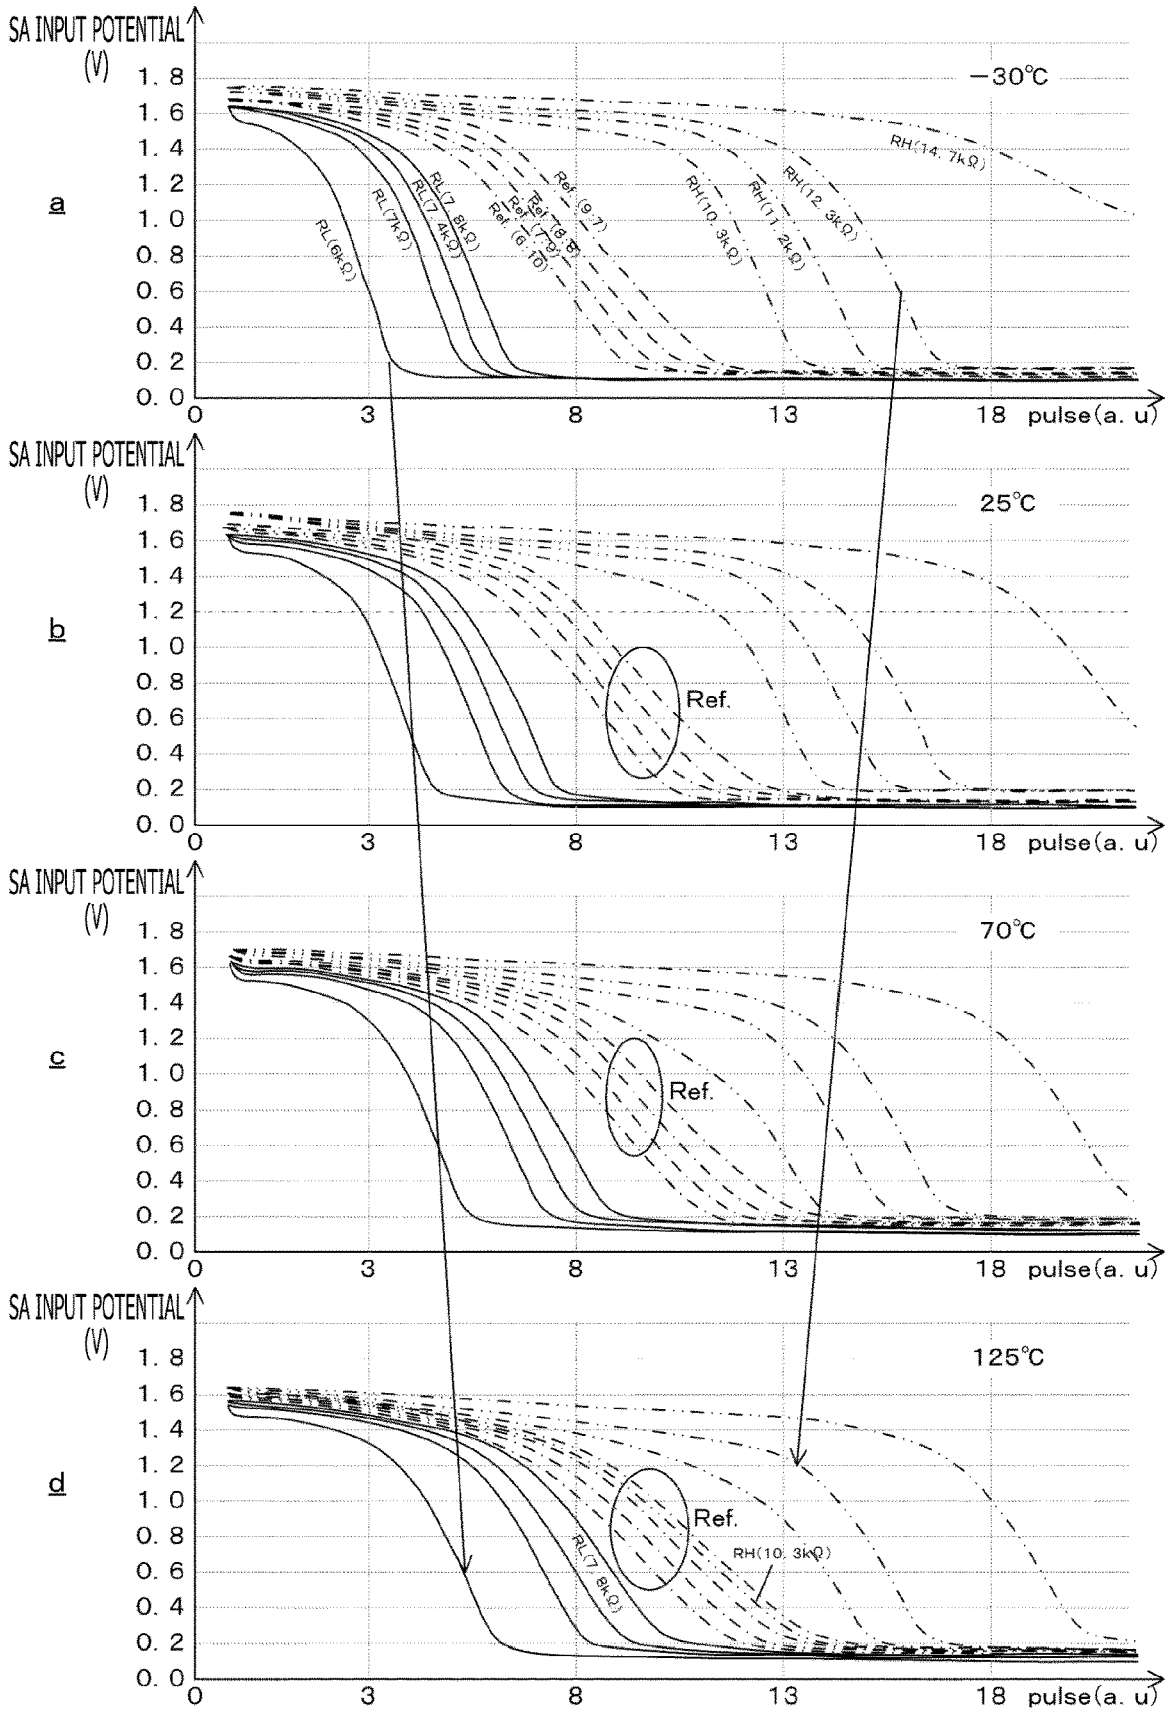 SA INPUT POTENTIAL
(V)
1. 8
1. 6
1. 4
1. 2
1. 0
0. 8
0. 6
0. 4
0. 2
0. 0
a
-30℃
RL(6kΩ)
RL(7kΩ)
RL(7. 4kΩ)
RL(7. 8kΩ)
Ref. (6·10)
Ref. (7·9)
Ref. (8·8)
Ref. (9·7)
RH(10. 3kΩ)
RH(11. 2kΩ)
RH(12. 3kΩ)
RH(14. 7kΩ)
0 3 8 13 18 pulse(a. u)
SA INPUT POTENTIAL
(V)
1. 8
1. 6
1. 4
1. 2
1. 0
0. 8
0. 6
0. 4
0. 2
0. 0
b
25℃
Ref.
0 3 8 13 18 pulse(a. u)
SA INPUT POTENTIAL
(V)
1. 8
1. 6
1. 4
1. 2
1. 0
0. 8
0. 6
0. 4
0. 2
0. 0
c
70℃
Ref.
0 3 8 13 18 pulse(a. u)
SA INPUT POTENTIAL
(V)
1. 8
1. 6
1. 4
1. 2
1. 0
0. 8
0. 6
0. 4
0. 2
0. 0
d
125℃
Ref.
RH(10. 3kΩ)
RL(7. 8kΩ)
0 3 8 13 18 pulse(a. u)